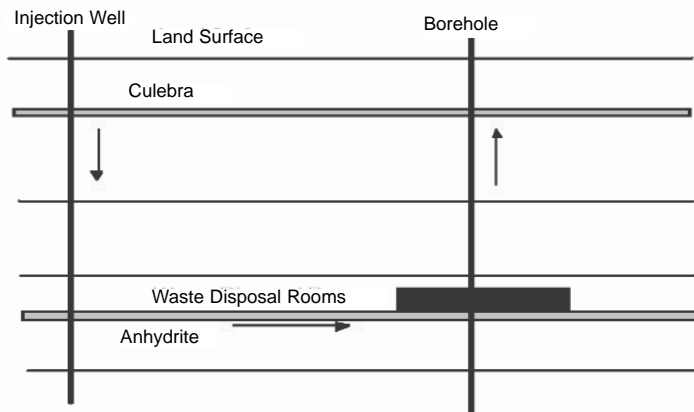 Injection Well
Borehole
Land Surface
Culebra
Waste Disposal Rooms
Anhydrite